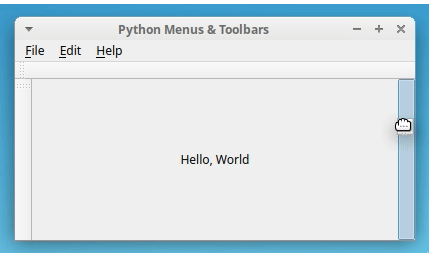 Python Menus & Toolbars
File Edit Help
Hello, World